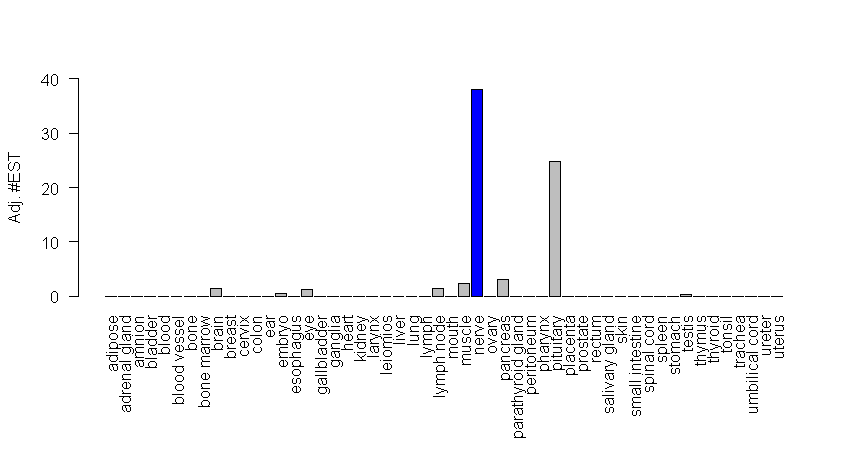 Adj. #EST
40
30
20
10
0
adipose
adrenal gland
amnion
bladder
blood
blood vessel
bone
bone marrow
brain
breast
cervix
colon
ear
embryo
esophagus
eye
gallbladder
ganglia
heart
kidney
larynx
leiomios
liver
lung
lymph
lymph node
mouth
muscle
nerve
ovary
pancreas
parathyroid gland
peritoneum
pharynx
pituitary
placenta
prostate
rectum
salivary gland
skin
small intestine
spinal cord
spleen
stomach
testis
thymus
thyroid
tonsil
trachea
umbilical cord
ureter
uterus